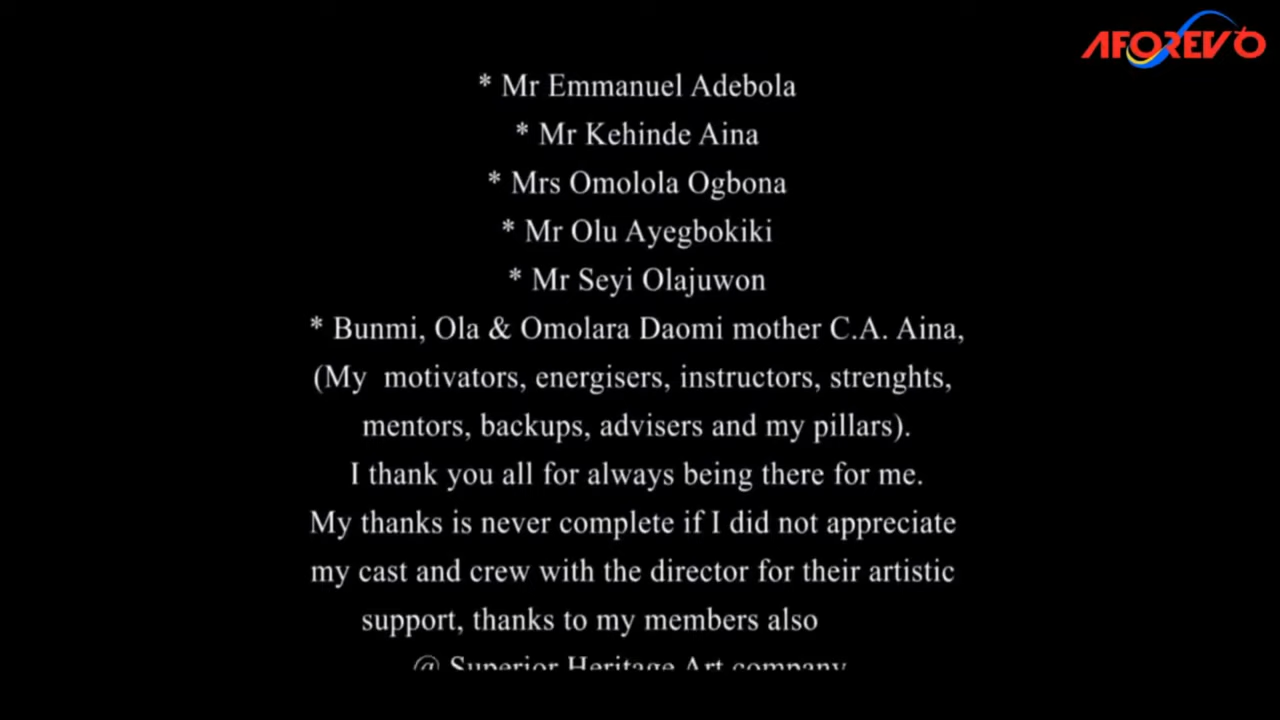 AFOREVO
* Mr Emmanuel Adebola
* Mr Kehinde Aina
* Mrs Omolola Ogbona
* Mr Olu Ayegbokiki
* Mr Seyi Olajuwon
* Bunmi, Ola & Omolara Daomi mother C.A. Aina,
(My motivators, energisers, instructors, strenghts,
mentors, backups, advisers and my pillars).
I thank you all for always being there for me.
My thanks is never complete if I did not appreciate
my cast and crew with the director for their artistic
support, thanks to my members also
@ Superior Heritage Art company